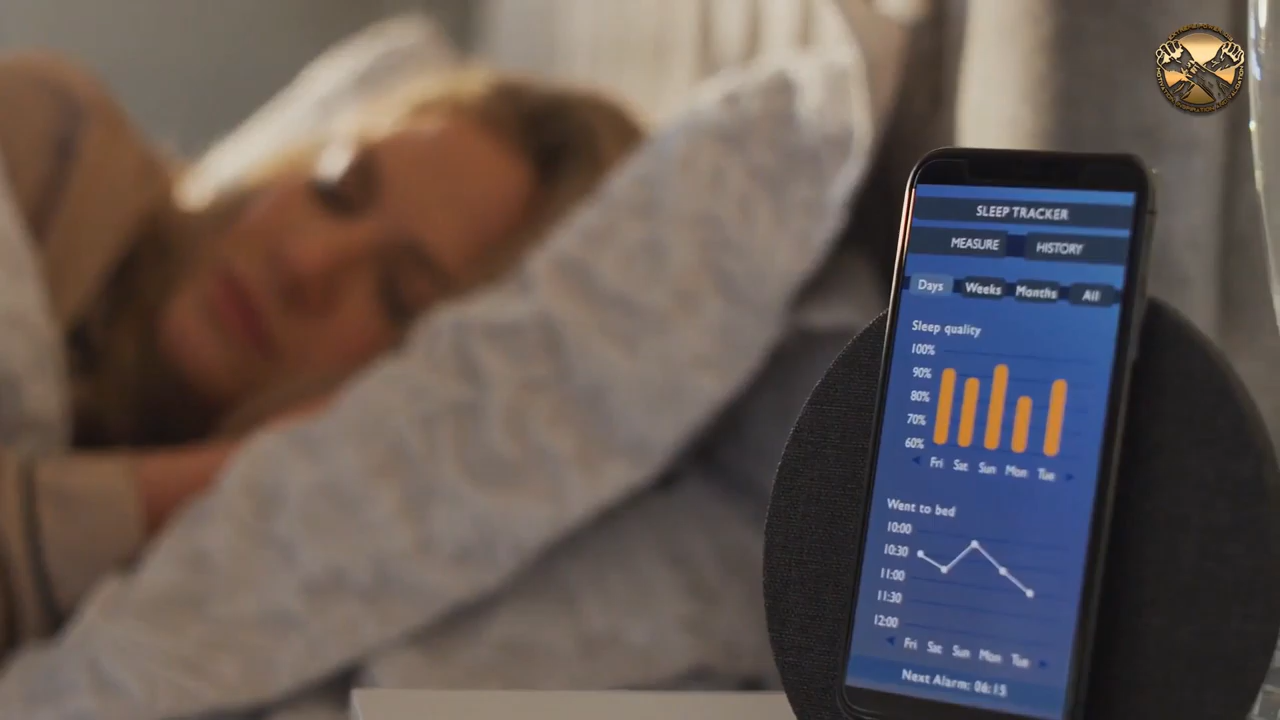 SLEEP TRACKER
MEASURE HISTORY
Days Weeks Months All
Sleep quality
100%
90%
80%
70%
60%
Fri Sat Sun Mon Tue
Went to bed
10:00
10:30
11:00
11:30
12:00
Fri Sat Sun Mon Tue
Next Alarm: 06:15